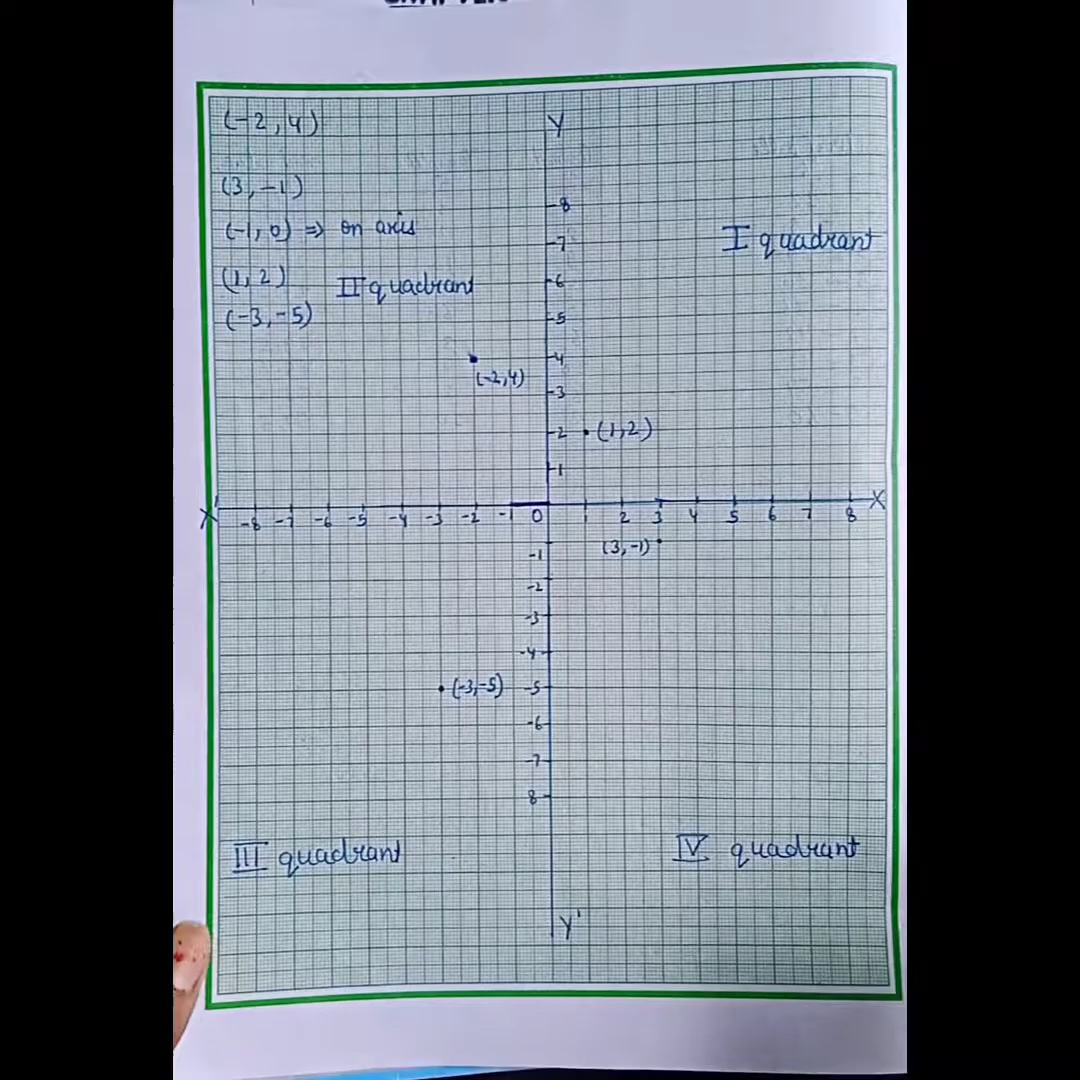 (-2, 4)
Y
(3, -1)
8
(-1, 0) ⇒ on axis
7
I quadrant
(1, 2)
II quadrant
6
(-3, -5)
5
4
(-2, 4)
3
2
(1, 2)
1
X'
-8 -7 -6 -5 -4 -3 -2 -1 0 1 2 3 4 5 6 7 8
X
(3, -1)
-1
-2
-3
-4
(-3, -5)
-5
-6
-7
8
III quadrant
IV quadrant
Y'